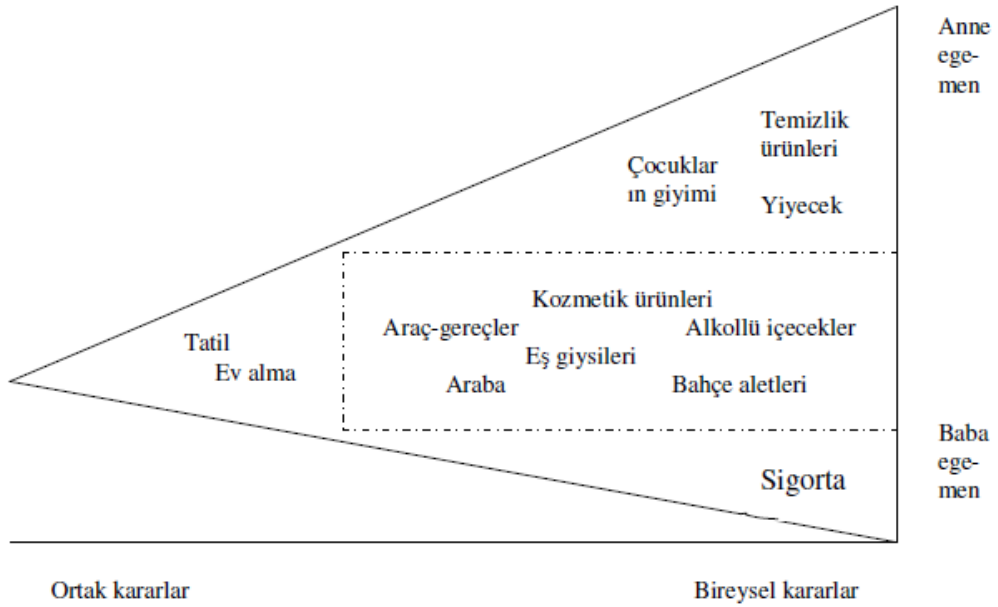 Anne
ege-
men
Temizlik
ürünleri
Çocuklar
ın giyimi
Yiyecek
Kozmetik ürünleri
Araç-gereçler
Alkollü içecekler
Eş giysileri
Tatil
Ev alma
Araba
Bahçe aletleri
Baba
ege-
men
Sigorta
Ortak kararlar
Bireysel kararlar